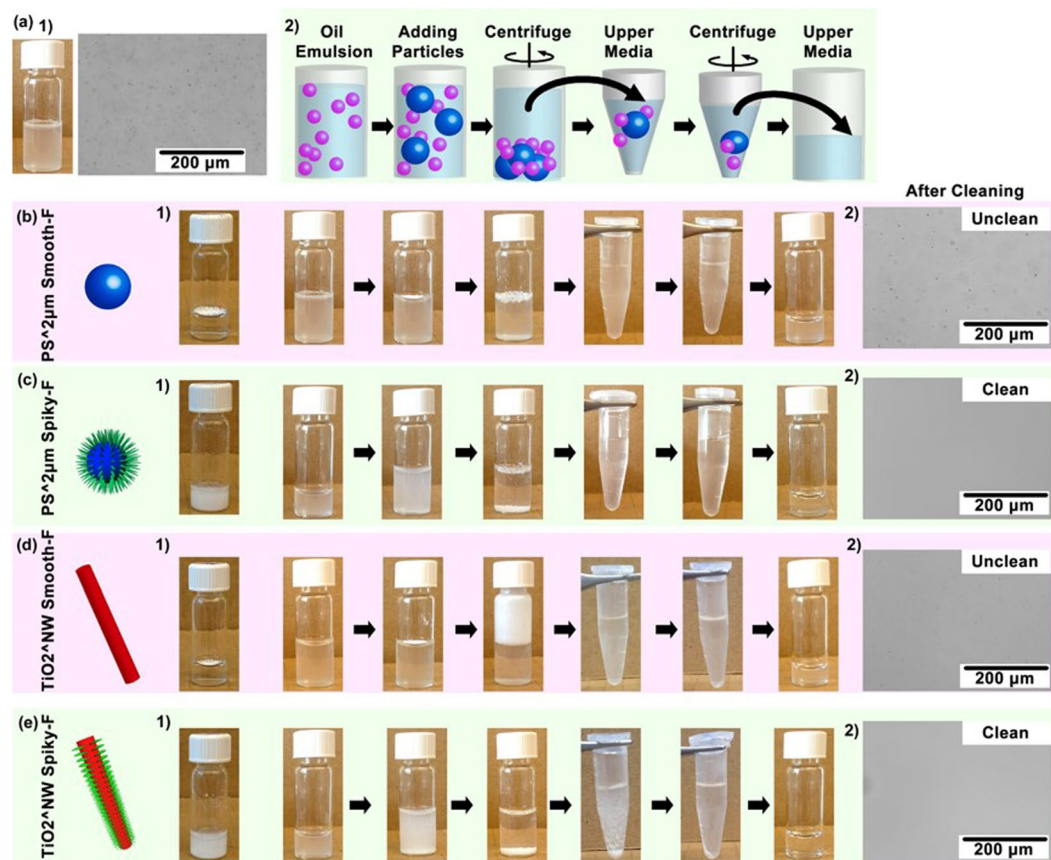 (a) 1)
200 µm
2)
Oil Emulsion
Adding Particles
Centrifuge
Upper Media
Centrifuge
Upper Media
After Cleaning
(b) 1)
PS^2µm Smooth-F
2)
Unclean
200 µm
(c) 1)
PS^2µm Spiky-F
2)
Clean
200 µm
(d) 1)
TiO2^NW Smooth-F
2)
Unclean
200 µm
(e) 1)
TiO2^NW Spiky-F
2)
Clean
200 µm